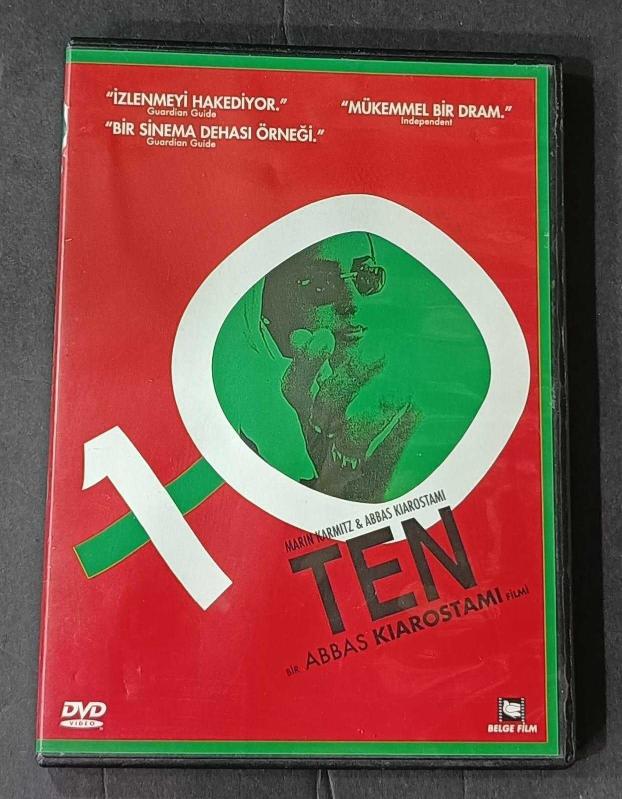 "İZLENMEYİ HAKEDİYOR."
Guardian Guide
"BİR SİNEMA DEHASI ÖRNEĞİ."
Guardian Guide
"MÜKEMMEL BİR DRAM."
Independent
10
MARIN KARMITZ & ABBAS KIAROSTAMI
TEN
BİR ABBAS KIAROSTAMI FİLMİ
DVD
VIDEO
BELGE FİLM